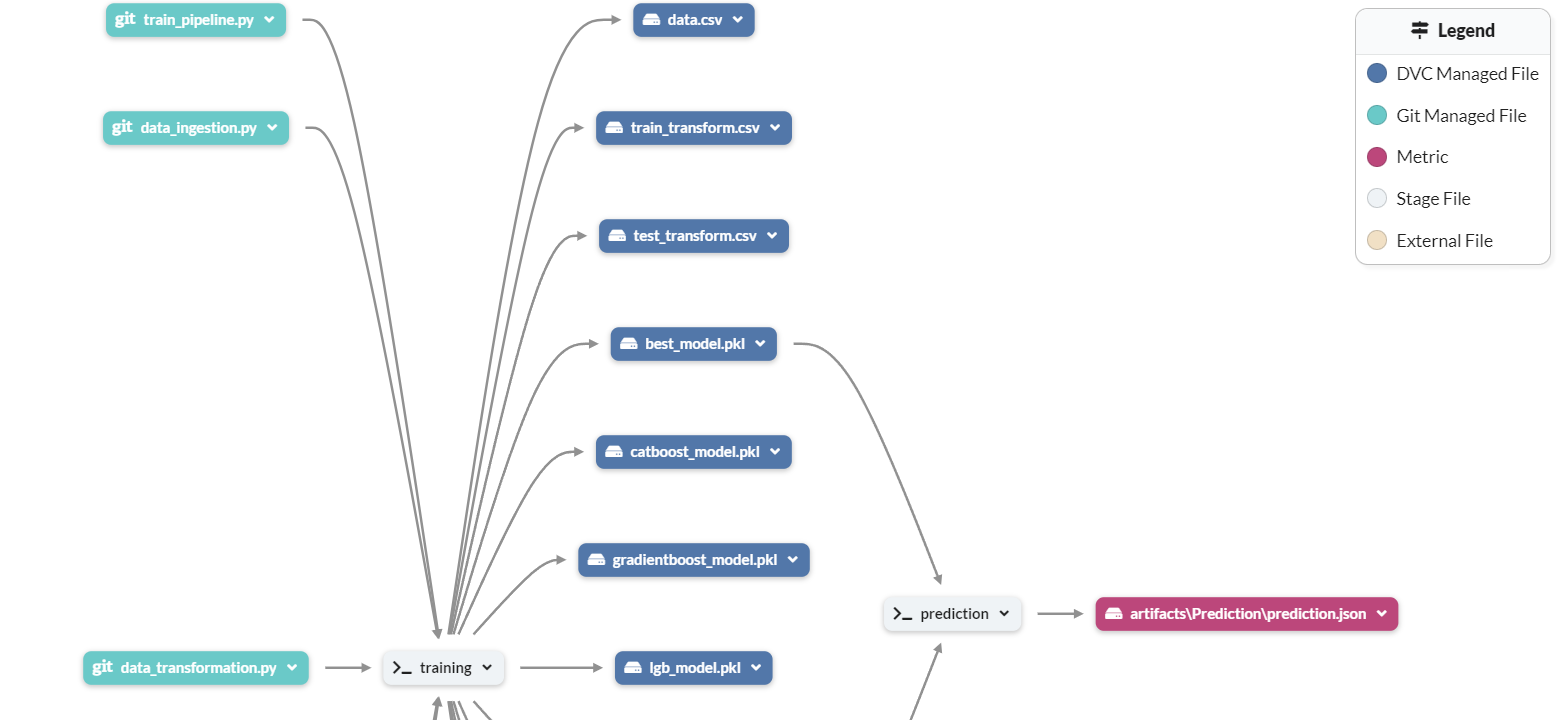 git train_pipeline.py
data.csv
Legend
DVC Managed File
Git Managed File
Metric
Stage File
External File
git data_ingestion.py
train_transform.csv
test_transform.csv
best_model.pkl
catboost_model.pkl
gradientboost_model.pkl
>_ prediction
artifacts\Prediction\prediction.json
git data_transformation.py
>_ training
lgb_model.pkl